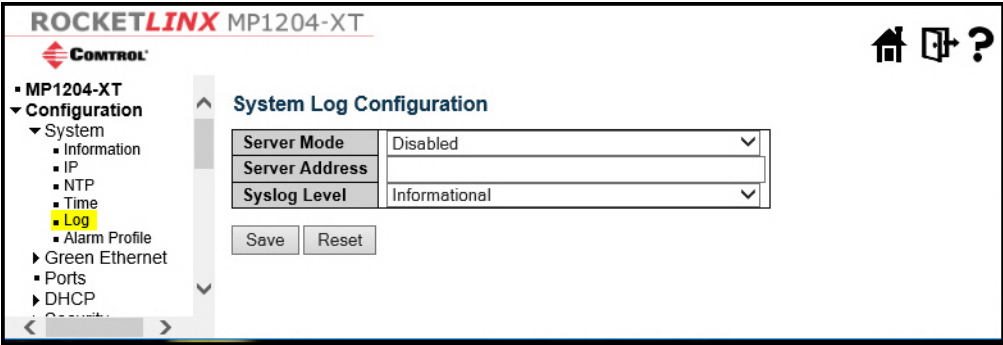 ROCKETLINX MP1204-XT
COMTROL
MP1204-XT
Configuration
System
Information
IP
NTP
Time
Log
Alarm Profile
Green Ethernet
Ports
DHCP
System Log Configuration
Server Mode Disabled
Server Address
Syslog Level Informational
Save Reset